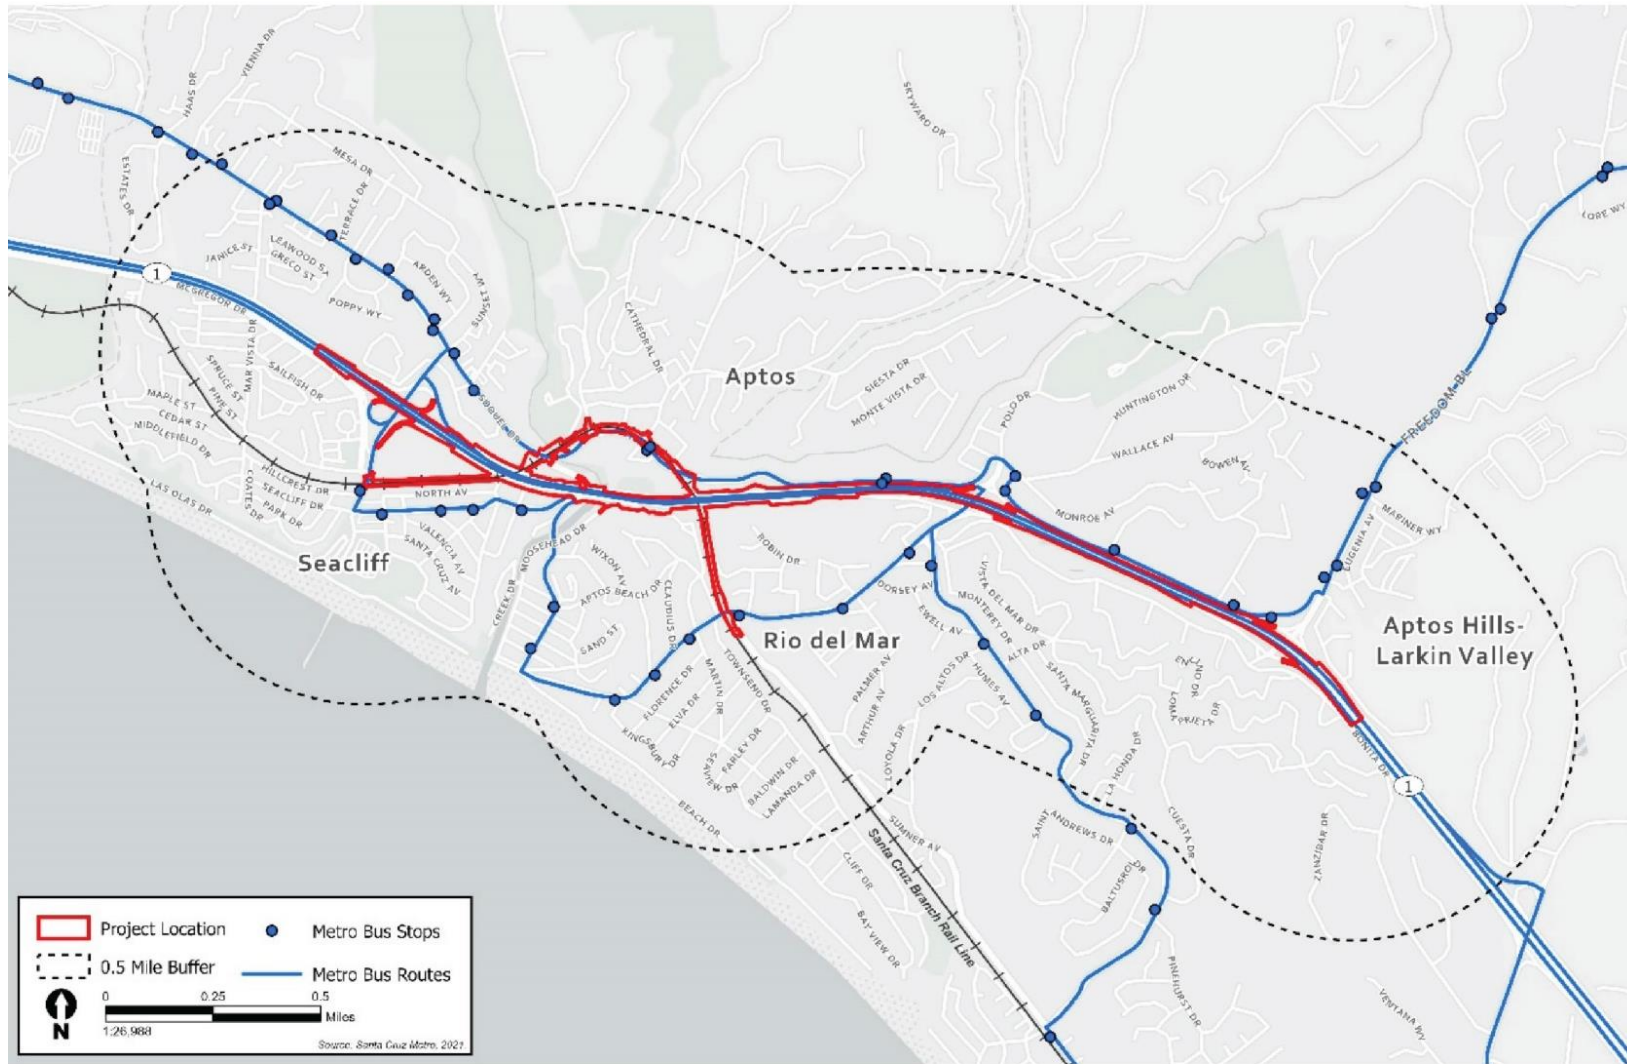 VIENNA DR
HAAS DR
SKYWARD DR
MESA DR
ESTATES DR
TERRACE DR
LORE WY
JANICE ST
LEAWOOD SA
GRECO ST
ARDEN WY
SUNSET WY
1
MCGREGOR DR
POPPY WY
CATHEDRAL DR
MAR VISTA DR
SAILFISH DR
SPRUCE ST
PINE ST
Aptos
SIESTA DR
MONTE VISTA DR
POLO DR
HUNTINGTON DR
MAPLE ST
CEDAR ST
MIDDLEFIELD DR
SOQUEL DR
FREEDOM BL
WALLACE AV
BOWEN AV
HILLCREST DR
SEACLIFF DR
PARK DR
COATES DR
LAS OLAS DR
NORTH AV
MONROE AV
MARINER WY
EUGENIA AV
VALENCIA AV
SANTA CRUZ AV
Seacliff
MOOSEHEAD DR
CREEK DR
WIXON AV
APTOS BEACH DR
CLAUDIUS DR
SAND ST
ROBIN DR
DORSEY AV
VISTA DEL MAR DR
MONTEREY DR
EWELL AV
ALTA DR
Rio del Mar
Aptos Hills-
Larkin Valley
TOWNSEND DR
MARTIN DR
FLORENCE DR
ELVA DR
KINGSBURY DR
SEAVIEW DR
FARLEY DR
BALDWIN DR
LAMANDA DR
PALMER AV
ARTHUR AV
LOS ALTOS DR
HUMES AV
SANTA MARGUARITA DR
LOMA PRIETA DR
LOYOLA DR
LA HONDA DR
BONITA DR
1
BEACH DR
SUMNER AV
SAINT ANDREWS DR
CUESTA DR
ZANZIBAR DR
Santa Cruz Branch Rail Line
CLIFF DR
BAY VIEW DR
BALTUSROL DR
PINEHURST DR
VENTANA WY
Project Location
Metro Bus Stops
0.5 Mile Buffer
Metro Bus Routes
N
0 0.25 0.5
Miles
1:26,988
Source: Santa Cruz Metro, 2021